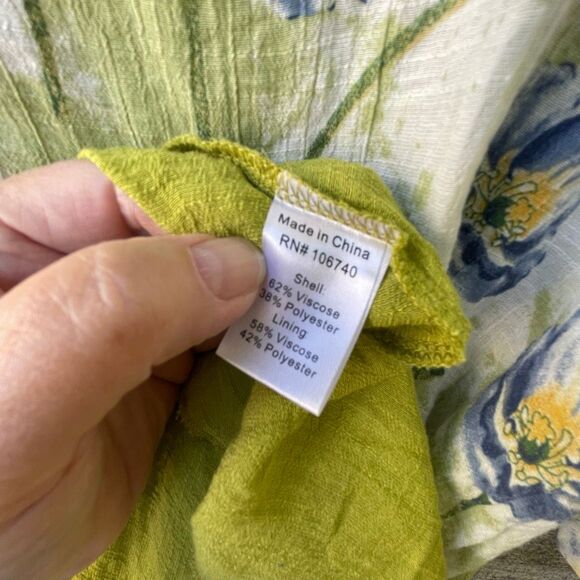 Made in China
RN# 106740
Shell
62% Viscose
38% Polyester
Lining
58% Viscose
42% Polyester